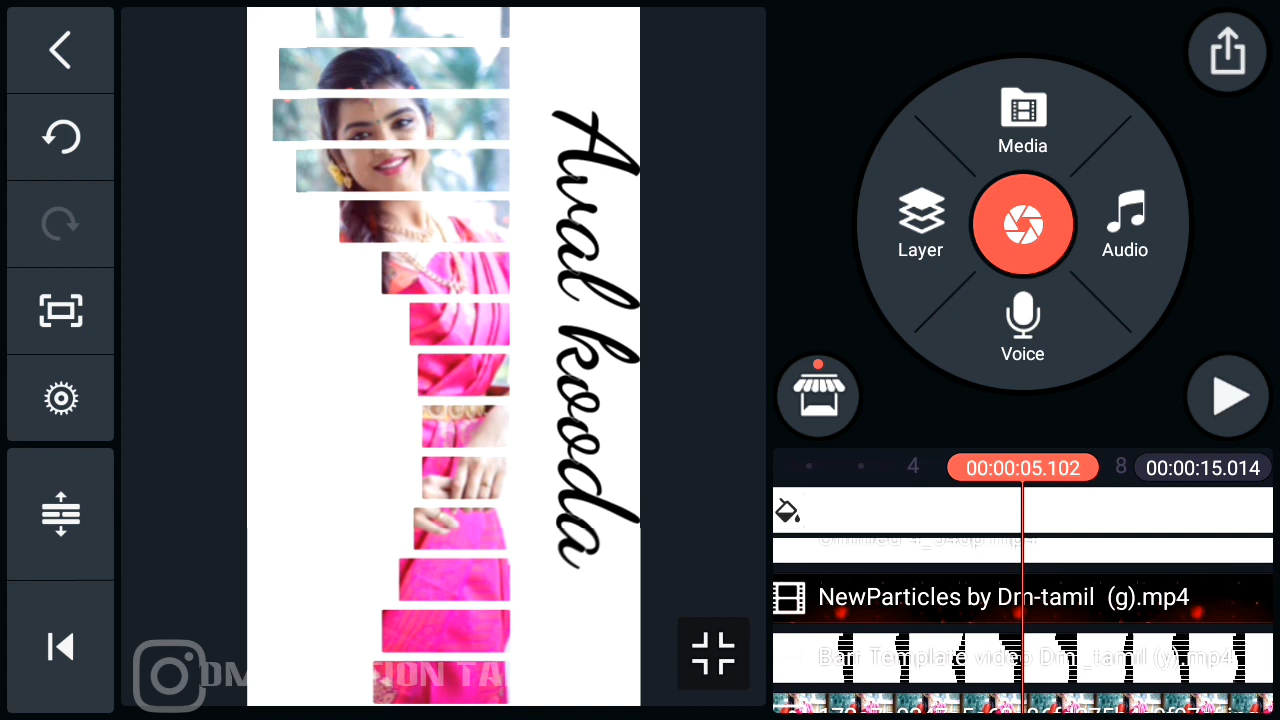 Aval kooda
Media
Layer
Audio
Voice
4
00:00:05.102
8
00:00:15.014
NewParticles by Dm-tamil (g).mp4
Barr Template video Dm_tamil (v).mp4